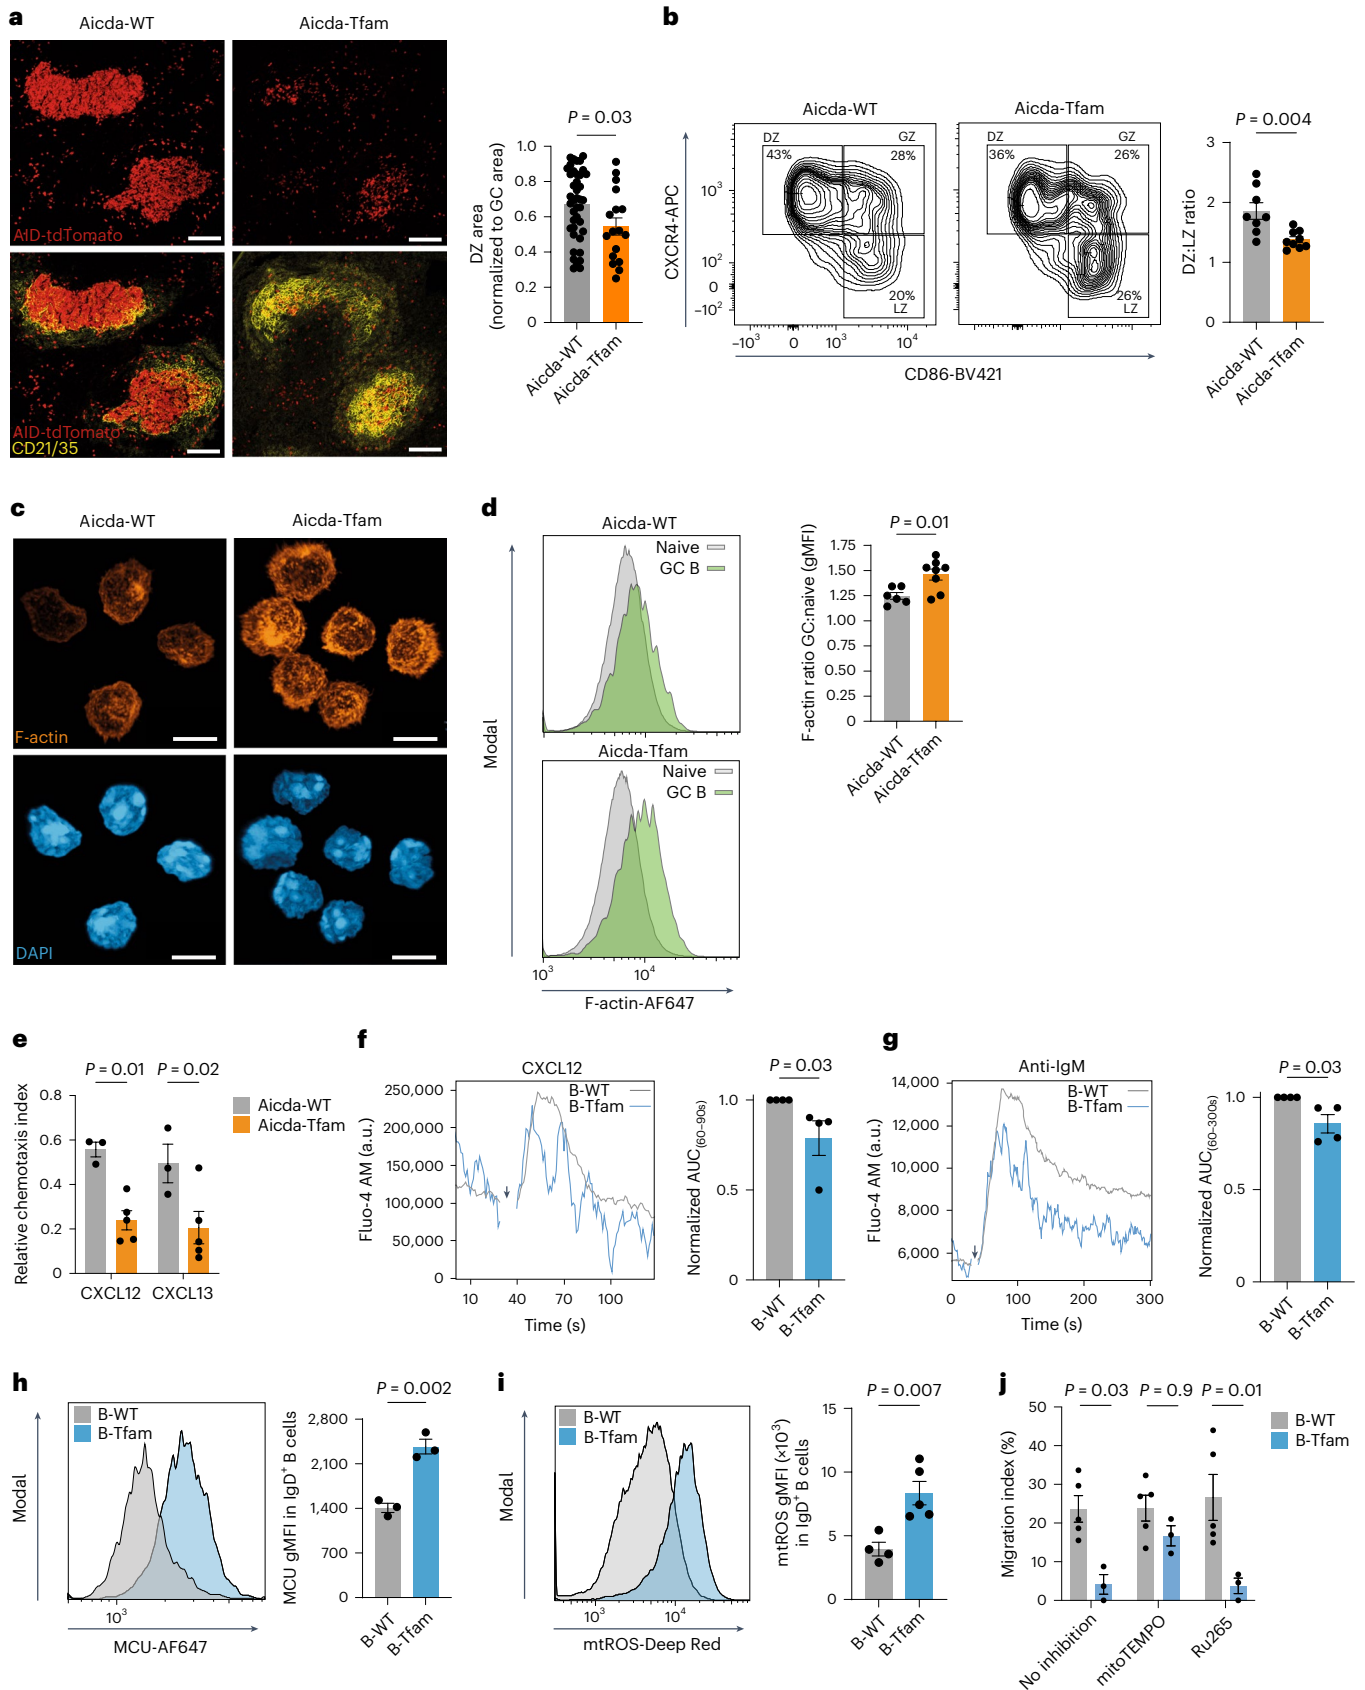 a
Aicda-WT
Aicda-Tfam
AID-tdTomato
AID-tdTomato
CD21/35
P = 0.03
DZ area
(normalized to GC area)
1.0
0.8
0.6
0.4
0.2
0
Aicda-WT
Aicda-Tfam
b
Aicda-WT
Aicda-Tfam
DZ
GZ
43%
28%
20%
LZ
DZ
GZ
36%
26%
26%
LZ
CXCR4-APC
10³
10²
0
–10²
–10³
0
10³
10⁴
CD86-BV421
P = 0.004
DZ:LZ ratio
3
2
1
0
Aicda-WT
Aicda-Tfam
c
Aicda-WT
Aicda-Tfam
F-actin
DAPI
d
Aicda-WT
Naive
GC B
Aicda-Tfam
Naive
GC B
Modal
10³
10⁴
F-actin-AF647
P = 0.01
F-actin ratio GC:naive (gMFI)
1.75
1.50
1.25
1.00
0.75
0.50
0.25
0
Aicda-WT
Aicda-Tfam
e
P = 0.01
P = 0.02
Relative chemotaxis index
0.8
0.6
0.4
0.2
0
CXCL12
CXCL13
Aicda-WT
Aicda-Tfam
f
CXCL12
B-WT
B-Tfam
Fluo-4 AM (a.u.)
250,000
200,000
150,000
100,000
50,000
0
10
40
70
100
Time (s)
P = 0.03
Normalized AUC(60–90s)
1.0
0.5
0
B-WT
B-Tfam
g
Anti-IgM
B-WT
B-Tfam
Fluo-4 AM (a.u.)
14,000
12,000
10,000
8,000
6,000
0
100
200
300
Time (s)
P = 0.03
Normalized AUC(60–300s)
1.0
0.5
0
B-WT
B-Tfam
h
B-WT
B-Tfam
Modal
10³
MCU-AF647
P = 0.002
MCU gMFI in IgD⁺ B cells
2,800
2,100
1,400
700
0
B-WT
B-Tfam
i
B-WT
B-Tfam
Modal
10³
10⁴
mtROS-Deep Red
P = 0.007
mtROS gMFI (×10³)
in IgD⁺ B cells
15
10
5
0
B-WT
B-Tfam
j
P = 0.03
P = 0.9
P = 0.01
Migration index (%)
50
40
30
20
10
0
No inhibition
mitoTEMPO
Ru265
B-WT
B-Tfam